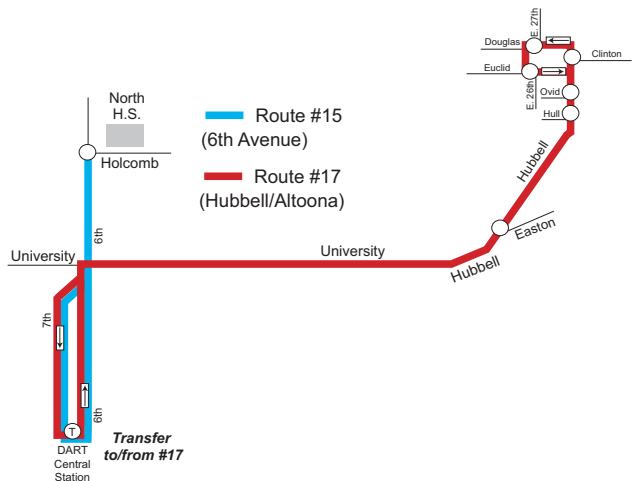 E. 27th
Douglas
Clinton
Euclid
E. 26th
Ovid
Hull
North
H.S.
Holcomb
Route #15
(6th Avenue)
Route #17
(Hubbell/Altoona)
Hubbell
Easton
Hubbell
6th
University
University
7th
6th
T
DART
Central
Station
Transfer
to/from #17